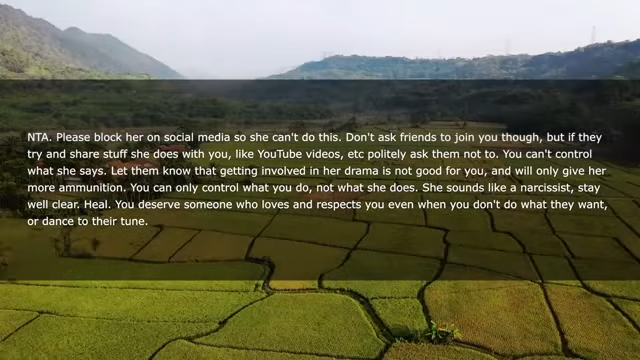 NTA. Please block her on social media so she can't do this. Don't ask friends to join you though, but if they
try and share stuff she does with you, like YouTube videos, etc politely ask them not to. You can't control
what she says. Let them know that getting involved in her drama is not good for you, and will only give her
more ammunition. You can only control what you do, not what she does. She sounds like a narcissist, stay
well clear. Heal. You deserve someone who loves and respects you even when you don't do what they want,
or dance to their tune.